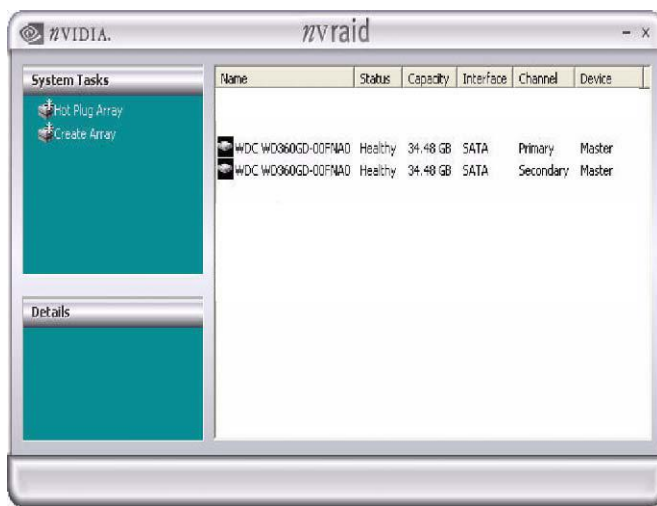 nVIDIA.
nvraid
System Tasks
Hot Plug Array
Create Array
Details
Name Status Capacity Interface Channel Device
WDC WD360GD-00FNA0 Healthy 34.48 GB SATA Primary Master
WDC WD360GD-00FNA0 Healthy 34.48 GB SATA Secondary Master